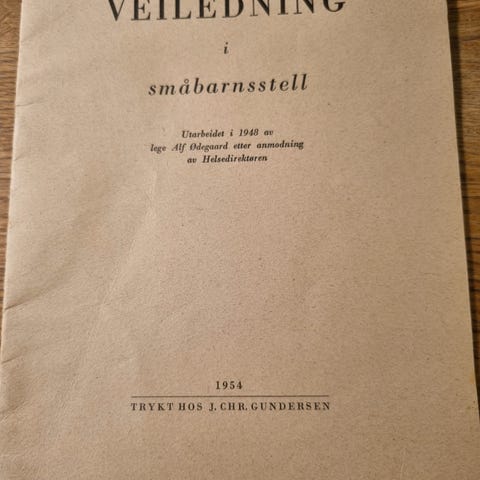 VEILEDNING
i
småbarnsstell
Utarbeidet i 1948 av
lege Alf Ødegaard etter anmodning
av Helsedirektøren
1954
TRYKT HOS J. CHR. GUNDERSEN